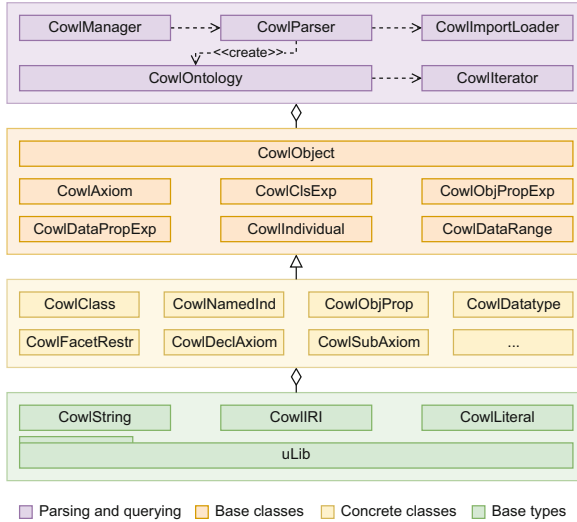 CowlManager CowlParser CowlImportLoader
<<create>>
CowlOntology CowlIterator
CowlObject
CowlAxiom CowlClsExp CowlObjPropExp
CowlDataPropExp CowlIndividual CowlDataRange
CowlClass CowlNamedInd CowlObjProp CowlDatatype
CowlFacetRestr CowlDeclAxiom CowlSubAxiom ...
CowlString CowlIRI CowlLiteral
uLib
Parsing and querying Base classes Concrete classes Base types